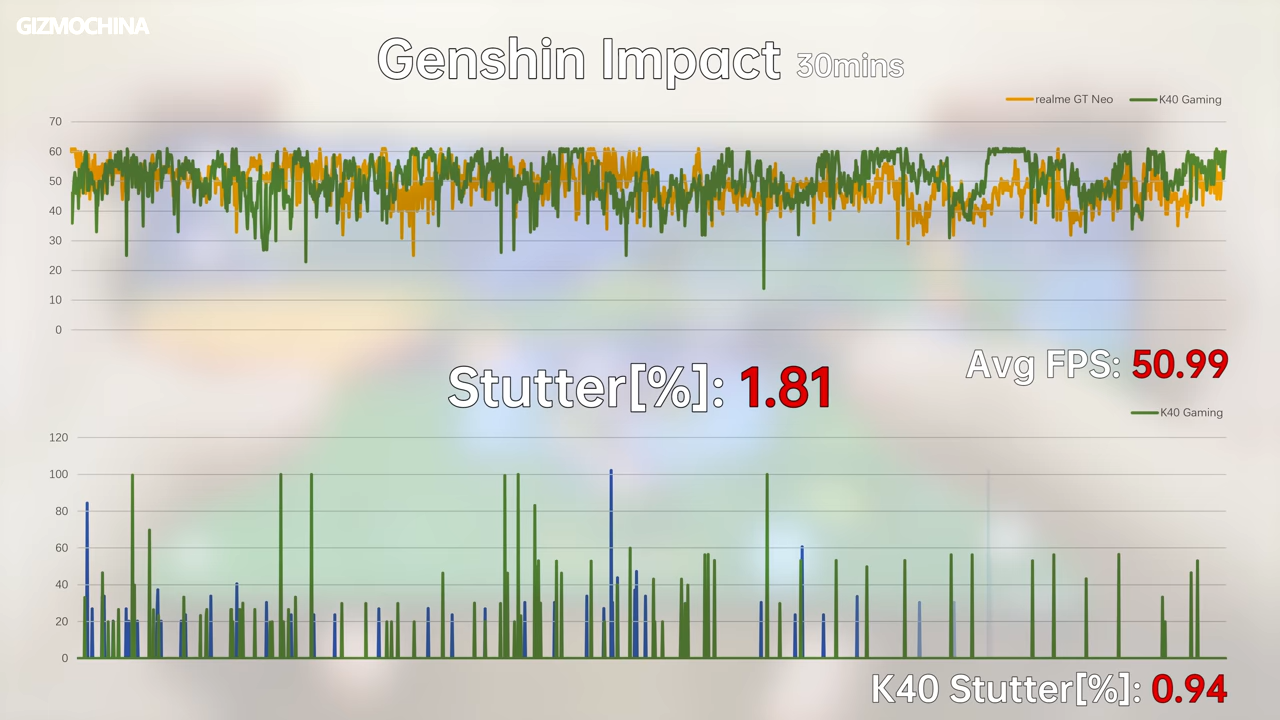 GIZMOCHINA
Genshin Impact 30mins
realme GT Neo K40 Gaming
70
60
50
40
30
20
10
0
Avg FPS: 50.99
Stutter[%]: 1.81
K40 Gaming
120
100
80
60
40
20
0
K40 Stutter[%]: 0.94